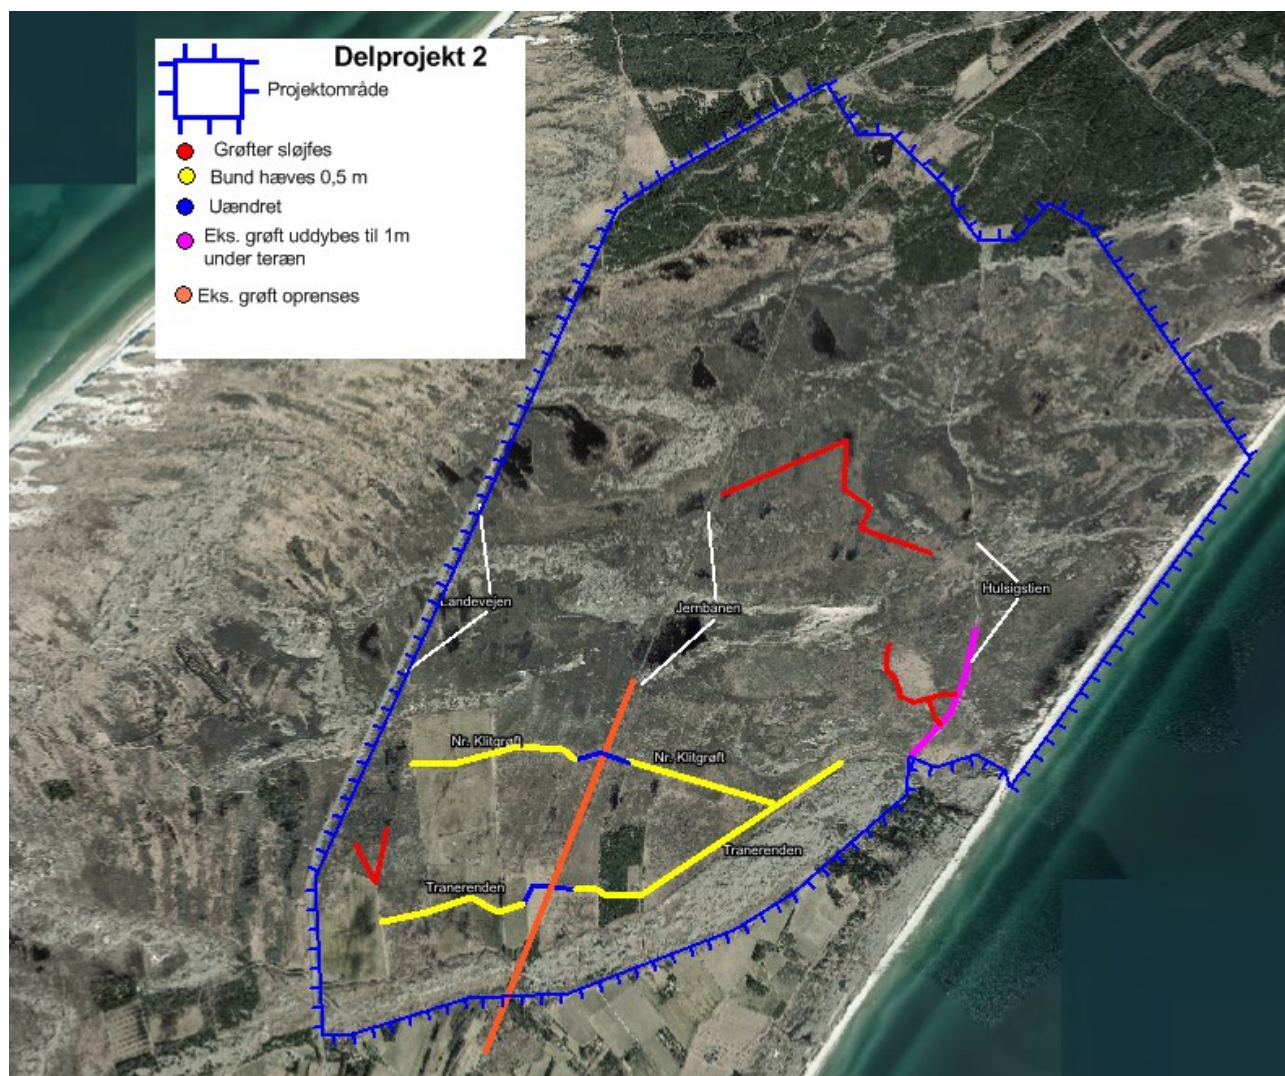 Delprojekt 2
Projektområde
Grøfter sløjfes
Bund hæves 0,5 m
Uændret
Eks. grøft uddybes til 1m
under teræn
Eks. grøft oprenses
Landevejen
Jernbanen
Hulsigstien
Nr. Klitgrøft
Nr. Klitgrøft
Tranerenden
Tranerenden